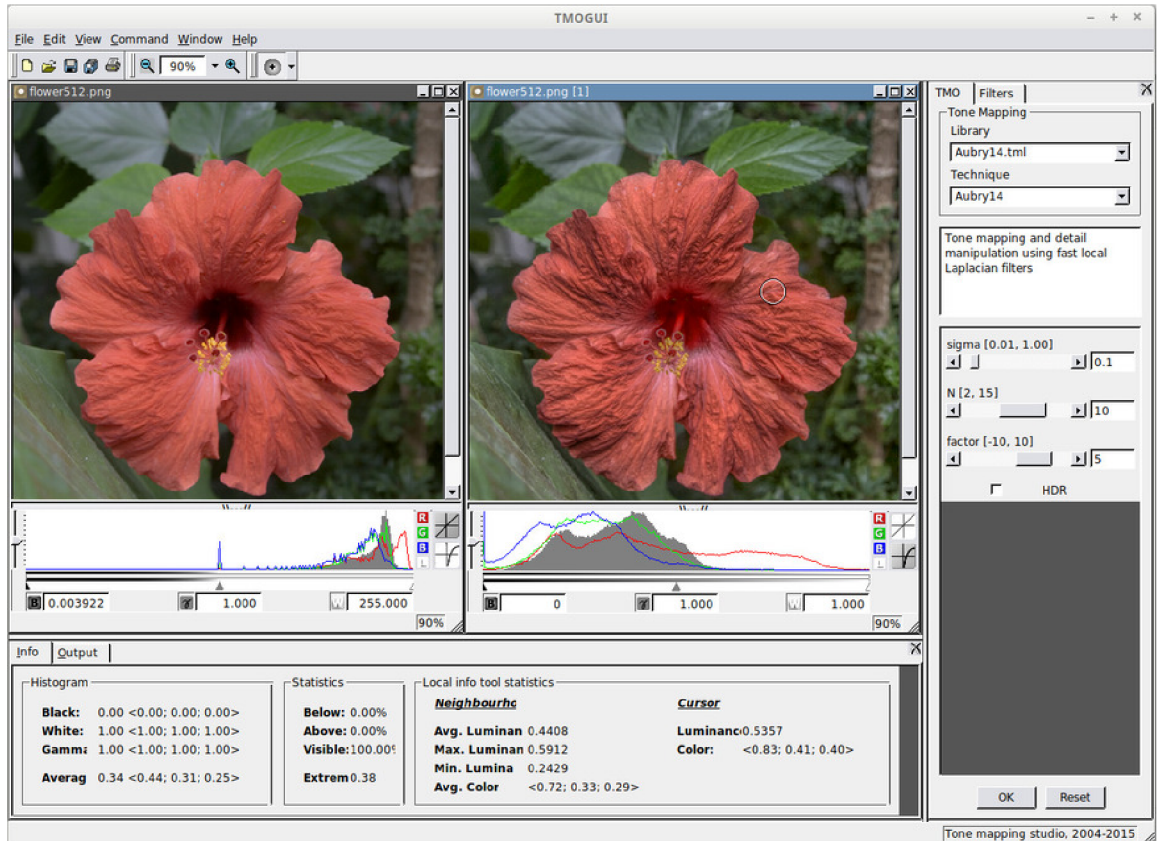 TMOGUI
File Edit View Command Window Help
90%
flower512.png
flower512.png [1]
TMO Filters
Tone Mapping
Library
Aubry14.tml
Technique
Aubry14
Tone mapping and detail
manipulation using fast local
Laplacian filters
sigma [0.01, 1.00]
0.1
N [2, 15]
10
factor [-10, 10]
5
HDR
R
G
B
L
R
G
B
L
B 0.003922 γ 1.000 W 255.000
90%
B 0 γ 1.000 W 1.000
90%
Info Output
Histogram
Black: 0.00 <0.00; 0.00; 0.00>
White: 1.00 <1.00; 1.00; 1.00>
Gamma 1.00 <1.00; 1.00; 1.00>
Averag 0.34 <0.44; 0.31; 0.25>
Statistics
Below: 0.00%
Above: 0.00%
Visible: 100.00%
Extrem 0.38
Local info tool statistics
Neighbourho
Avg. Luminan 0.4408
Max. Luminan 0.5912
Min. Lumina 0.2429
Avg. Color <0.72; 0.33; 0.29>
Cursor
Luminanc 0.5357
Color: <0.83; 0.41; 0.40>
OK Reset
Tone mapping studio, 2004-2015